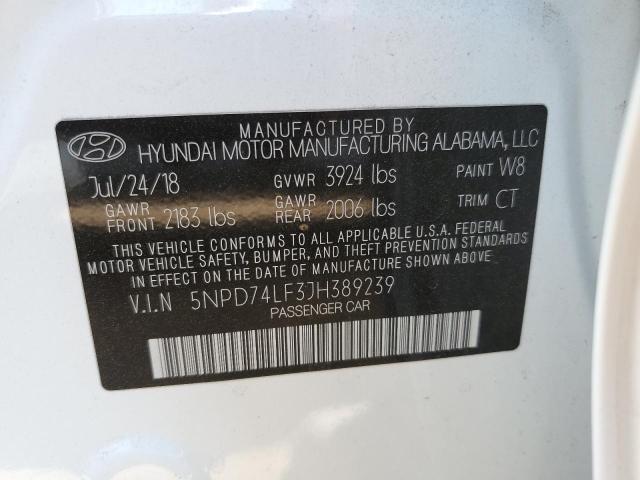 MANUFACTURED BY
HYUNDAI MOTOR MANUFACTURING ALABAMA, LLC
Jul/24/18 GVWR 3924 lbs PAINT W8
GAWR FRONT 2183 lbs GAWR REAR 2006 lbs TRIM CT
THIS VEHICLE CONFORMS TO ALL APPLICABLE U.S.A. FEDERAL
MOTOR VEHICLE SAFETY, BUMPER, AND THEFT PREVENTION STANDARDS
IN EFFECT ON THE DATE OF MANUFACTURE SHOWN ABOVE.
V.I.N 5NPD74LF3JH389239
PASSENGER CAR